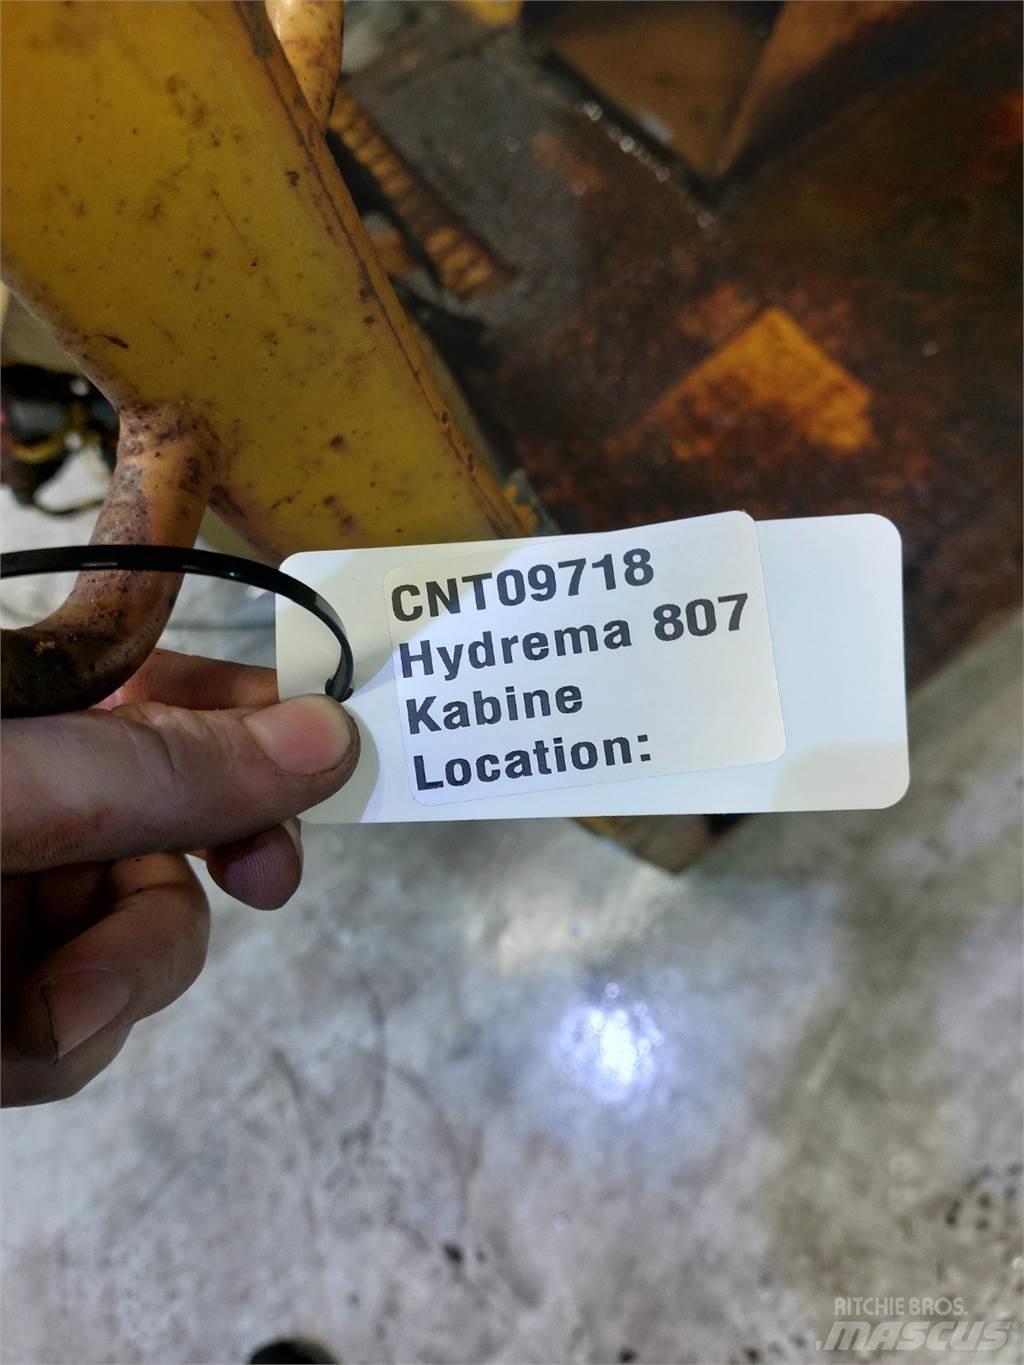 CNT09718
Hydrema 807
Kabine
Location:
RITCHIE BROS.
MASCUS